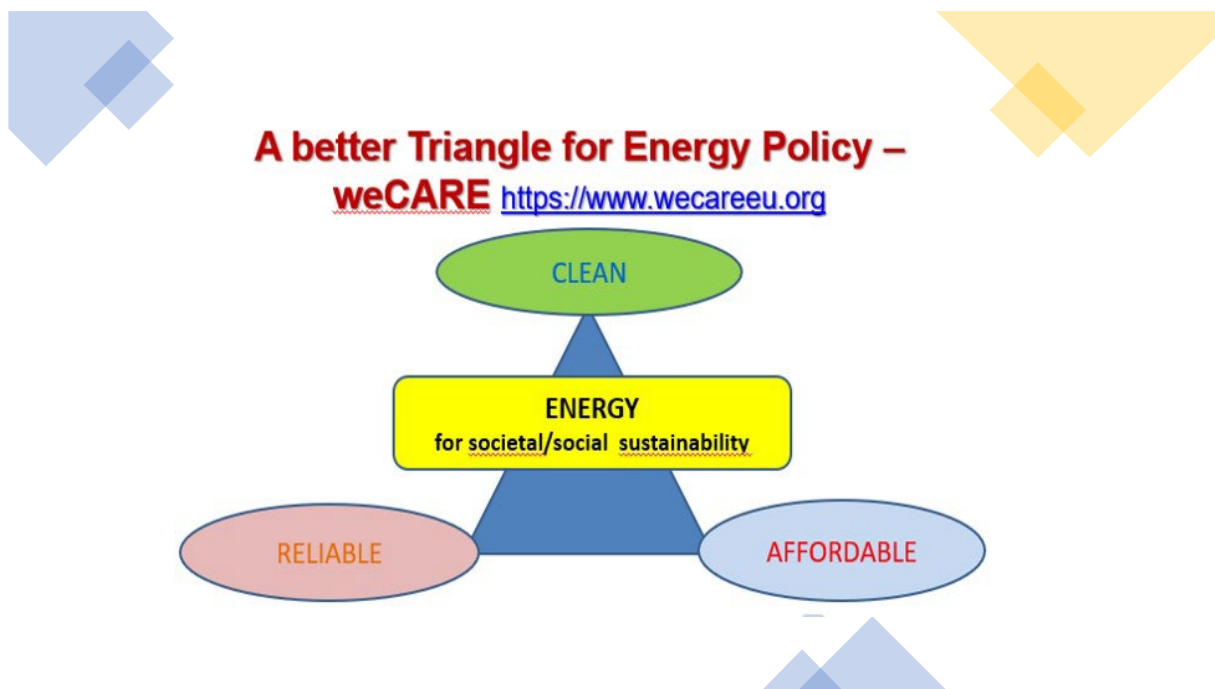 A better Triangle for Energy Policy –
weCARE https://www.wecareeu.org
CLEAN
ENERGY
for societal/social sustainability
RELIABLE
AFFORDABLE